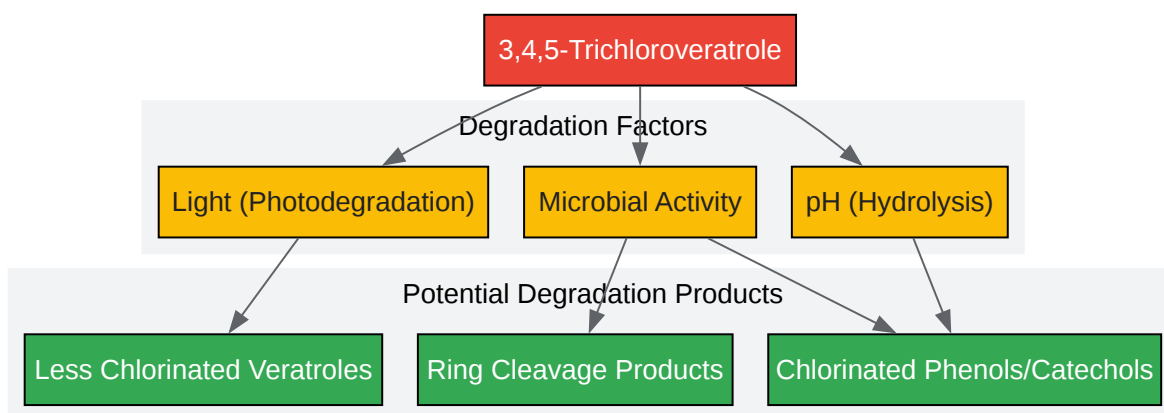 3,4,5-Trichloroveratrole
Degradation Factors
Light (Photodegradation)
Microbial Activity
pH (Hydrolysis)
Potential Degradation Products
Less Chlorinated Veratroles
Ring Cleavage Products
Chlorinated Phenols/Catechols